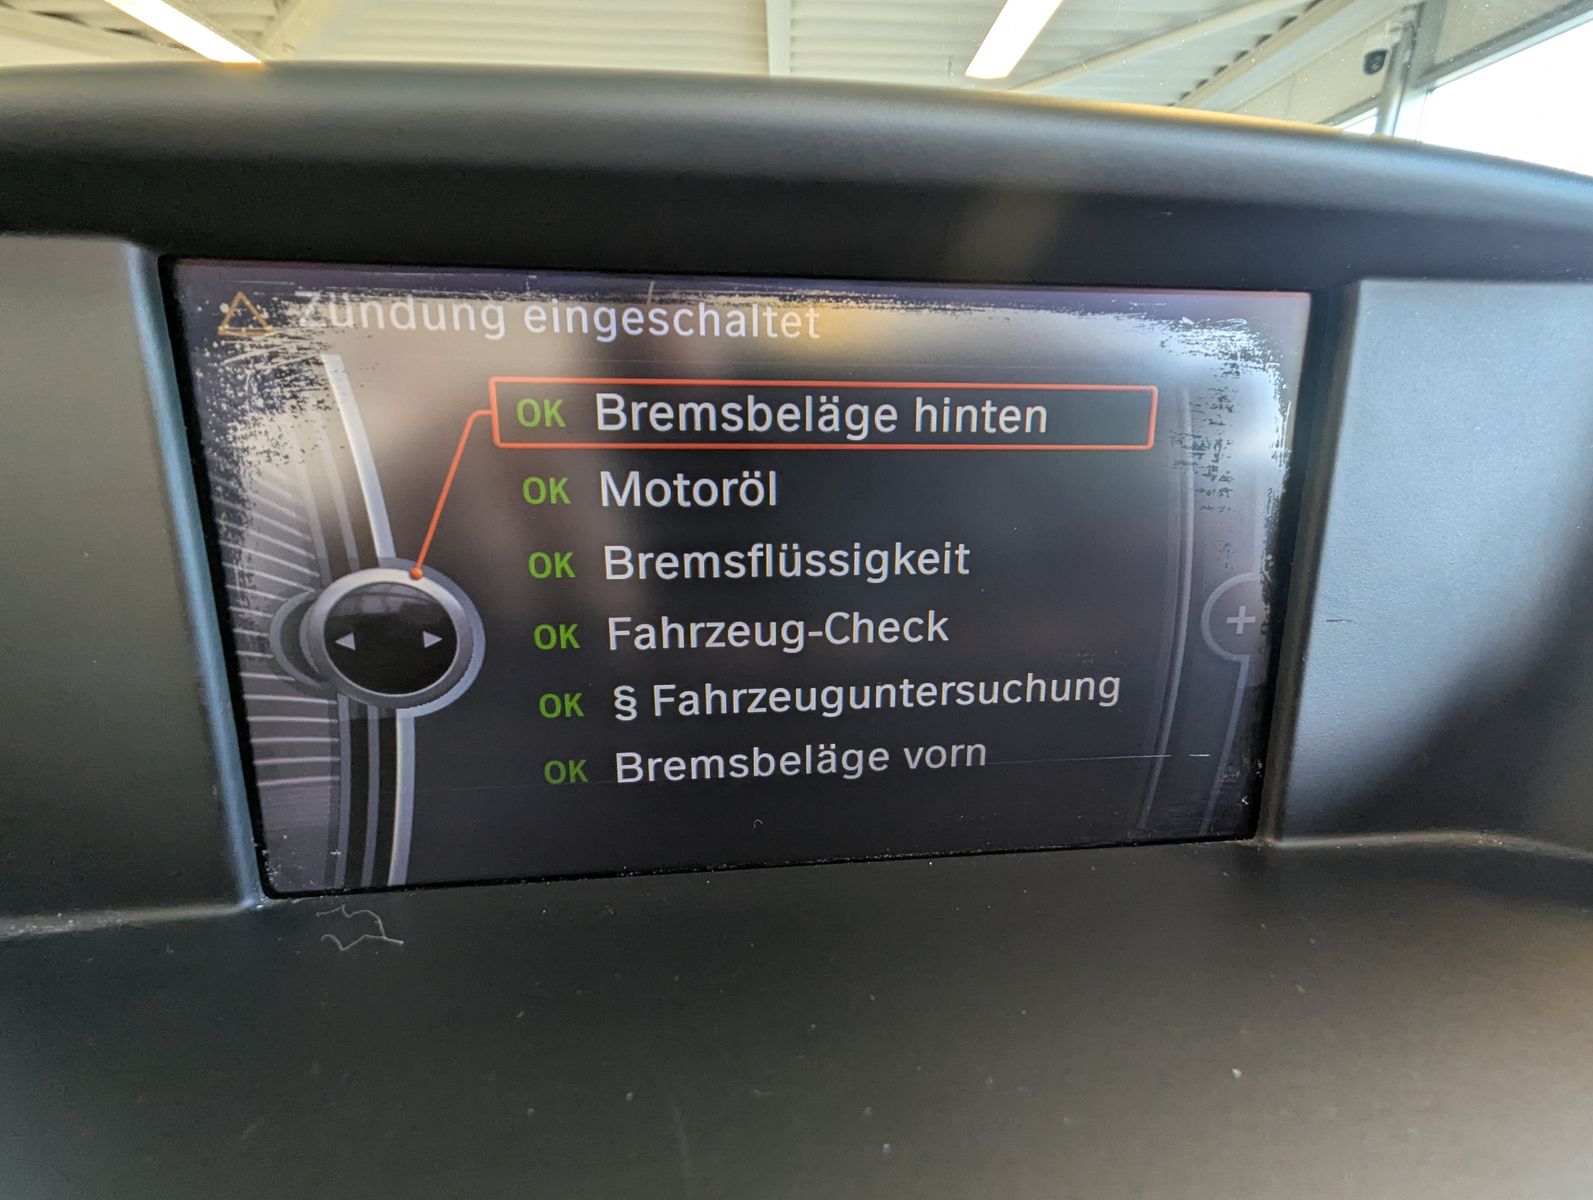 Zündung eingeschaltet
OK Bremsbeläge hinten
OK Motoröl
OK Bremsflüssigkeit
OK Fahrzeug-Check
OK § Fahrzeuguntersuchung
OK Bremsbeläge vorn